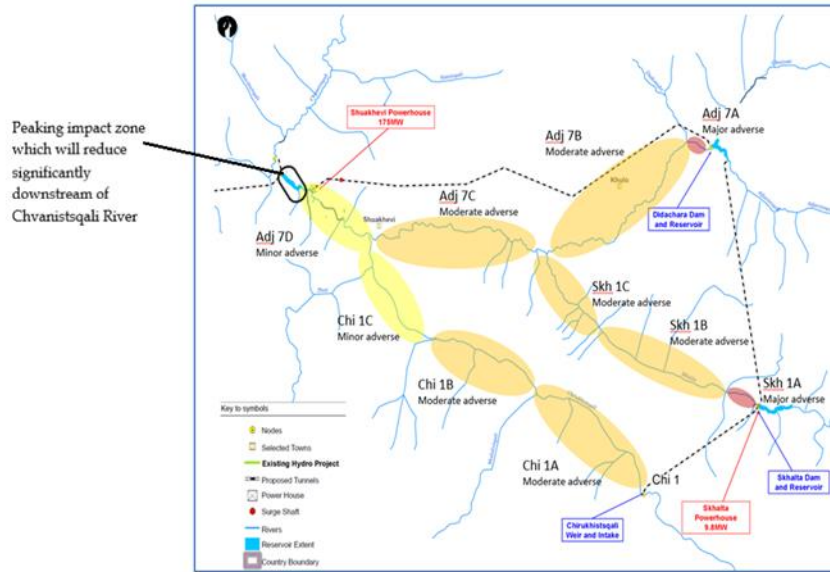 Peaking impact zone
which will reduce
significantly
downstream of
Chvanistsqali River
Shuakhevi Powerhouse
178MW
Adj 7A
Major adverse
Adj 7B
Moderate adverse
Khulo
Didachara Dam
and Reservoir
Adj 7C
Moderate adverse
Shuakhevi
Adj 7D
Minor adverse
Skh 1C
Moderate adverse
Chi 1C
Minor adverse
Skh 1B
Moderate adverse
Skh 1A
Major adverse
Chi 1B
Moderate adverse
Chi 1A
Moderate adverse
Chi 1
Skhalta Dam
and Reservoir
Chirukhistsqali
Weir and Intake
Skhalta
Powerhouse
9.8MW
Key to symbols
Nodes
Selected Towns
Existing Hydro Project
Proposed Tunnels
Power House
Surge Shaft
Rivers
Reservoir Extent
Country Boundary